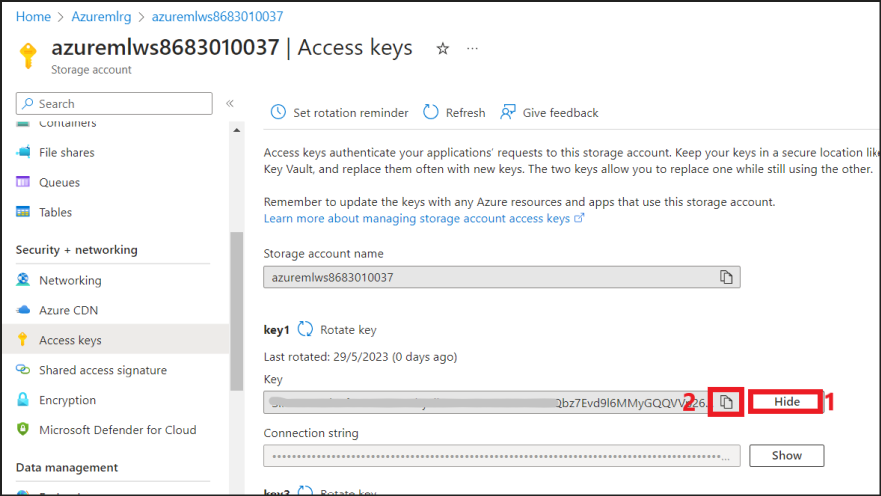 Home > Azuremlrg > azuremlws8683010037
azuremlws8683010037 | Access keys
Storage account
Search
Containers
File shares
Queues
Tables
Security + networking
Networking
Azure CDN
Access keys
Shared access signature
Encryption
Microsoft Defender for Cloud
Data management
Set rotation reminder Refresh Give feedback
Access keys authenticate your applications' requests to this storage account. Keep your keys in a secure location lik
Key Vault, and replace them often with new keys. The two keys allow you to replace one while still using the other.
Remember to update the keys with any Azure resources and apps that use this storage account.
Learn more about managing storage account access keys
Storage account name
azuremlws8683010037
key1 Rotate key
Last rotated: 29/5/2023 (0 days ago)
Key
2 Hide 1
Connection string
Show
Rotate key